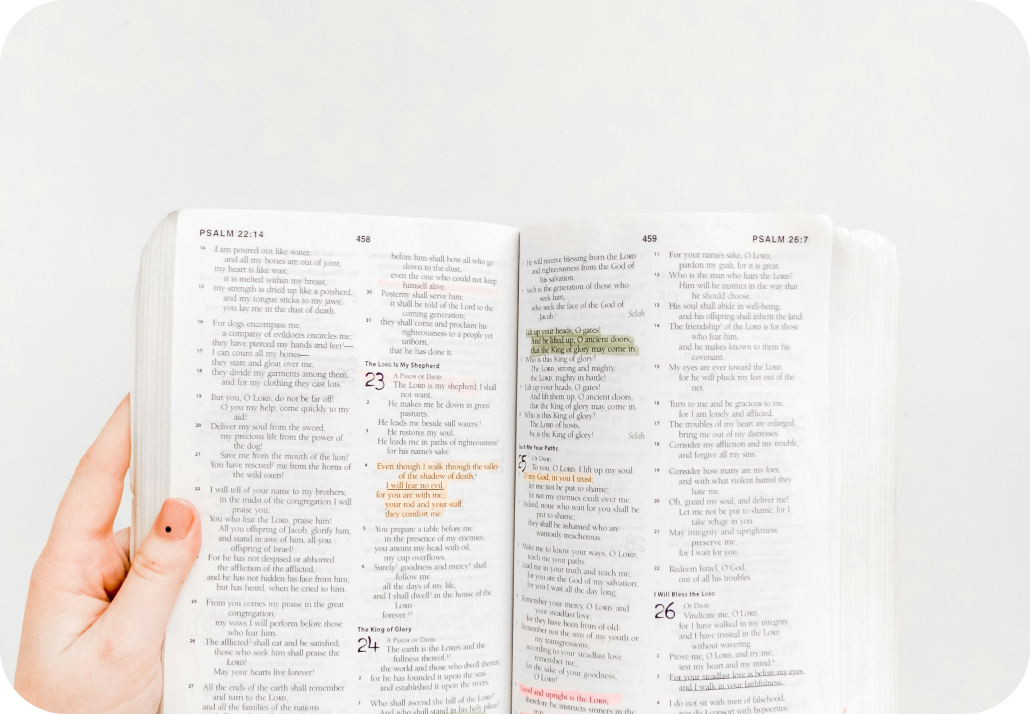 PSALM 22:14
458
14 I am poured out like water,
and all my bones are out of joint;
my heart is like wax;
it is melted within my breast;
15 my strength is dried up like a potsherd,
and my tongue sticks to my jaws;
you lay me in the dust of death.
16 For dogs encompass me;
a company of evildoers encircles me;
they have pierced my hands and feet—
17 I can count all my bones—
they stare and gloat over me;
18 they divide my garments among them,
and for my clothing they cast lots.
19 But you, O LORD, do not be far off!
O you my help, come quickly to my
aid!
20 Deliver my soul from the sword,
my precious life from the power of
the dog!
21 Save me from the mouth of the lion!
You have rescued me from the horns of
the wild oxen!
22 I will tell of your name to my brothers;
in the midst of the congregation I will
praise you:
You who fear the LORD, praise him!
All you offspring of Jacob, glorify him,
and stand in awe of him, all you
offspring of Israel!
For he has not despised or abhorred
the affliction of the afflicted,
and he has not hidden his face from him,
but has heard, when he cried to him.
25 From you comes my praise in the great
congregation;
my vows I will perform before those
who fear him.
26 The afflicted shall eat and be satisfied;
those who seek him shall praise the
LORD!
May your hearts live forever!
27 All the ends of the earth shall remember
and turn to the LORD,
and all the families of the nations
before him shall bow all who go
down to the dust,
even the one who could not keep
himself alive.
30 Posterity shall serve him;
it shall be told of the Lord to the
coming generation;
31 they shall come and proclaim his
righteousness to a people yet
unborn,
that he has done it.
The LORD Is My Shepherd
23 A PSALM OF DAVID.
The LORD is my shepherd; I shall
not want.
2 He makes me lie down in green
pastures.
He leads me beside still waters.
3 He restores my soul.
He leads me in paths of righteousness
for his name's sake.
4 Even though I walk through the valley
of the shadow of death,
I will fear no evil,
for you are with me;
your rod and your staff,
they comfort me.
5 You prepare a table before me
in the presence of my enemies;
you anoint my head with oil;
my cup overflows.
6 Surely goodness and mercy shall
follow me
all the days of my life,
and I shall dwell in the house of the
LORD
forever.
The King of Glory
24 A PSALM OF DAVID.
The earth is the LORD's and the
fullness thereof,
the world and those who dwell therein,
2 for he has founded it upon the seas
and established it upon the rivers.
3 Who shall ascend the hill of the LORD?
And who shall stand in his holy place?
459
PSALM 26:7
He will receive blessing from the LORD
and righteousness from the God of
his salvation.
Such is the generation of those who
seek him,
who seek the face of the God of
Jacob. Selah
Lift up your heads, O gates!
And be lifted up, O ancient doors,
that the King of glory may come in.
Who is this King of glory?
The LORD, strong and mighty,
the LORD, mighty in battle!
Lift up your heads, O gates!
And lift them up, O ancient doors,
that the King of glory may come in.
Who is this King of glory?
The LORD of hosts,
he is the King of glory! Selah
Teach Me Your Paths
25 OF DAVID.
To you, O LORD, I lift up my soul.
O my God, in you I trust;
let me not be put to shame;
let not my enemies exult over me.
Indeed, none who wait for you shall be
put to shame;
they shall be ashamed who are
wantonly treacherous.
Make me to know your ways, O LORD;
teach me your paths.
Lead me in your truth and teach me,
for you are the God of my salvation;
for you I wait all the day long.
Remember your mercy, O LORD, and
your steadfast love,
for they have been from of old.
Remember not the sins of my youth or
my transgressions;
according to your steadfast love
remember me,
for the sake of your goodness,
O LORD!
Good and upright is the LORD;
therefore he instructs sinners in the
way.
11 For your name's sake, O LORD,
pardon my guilt, for it is great.
12 Who is the man who fears the LORD?
Him will he instruct in the way that
he should choose.
13 His soul shall abide in well-being,
and his offspring shall inherit the land.
14 The friendship of the LORD is for those
who fear him,
and he makes known to them his
covenant.
15 My eyes are ever toward the LORD,
for he will pluck my feet out of the
net.
16 Turn to me and be gracious to me,
for I am lonely and afflicted.
17 The troubles of my heart are enlarged;
bring me out of my distresses.
18 Consider my affliction and my trouble,
and forgive all my sins.
19 Consider how many are my foes,
and with what violent hatred they
hate me.
20 Oh, guard my soul, and deliver me!
Let me not be put to shame, for I
take refuge in you.
21 May integrity and uprightness
preserve me,
for I wait for you.
22 Redeem Israel, O God,
out of all his troubles.
I Will Bless the LORD
26 OF DAVID.
Vindicate me, O LORD,
for I have walked in my integrity,
and I have trusted in the LORD
without wavering.
2 Prove me, O LORD, and try me;
test my heart and my mind.
3 For your steadfast love is before my eyes,
and I walk in your faithfulness.
4 I do not sit with men of falsehood,
nor do I consort with hypocrites.